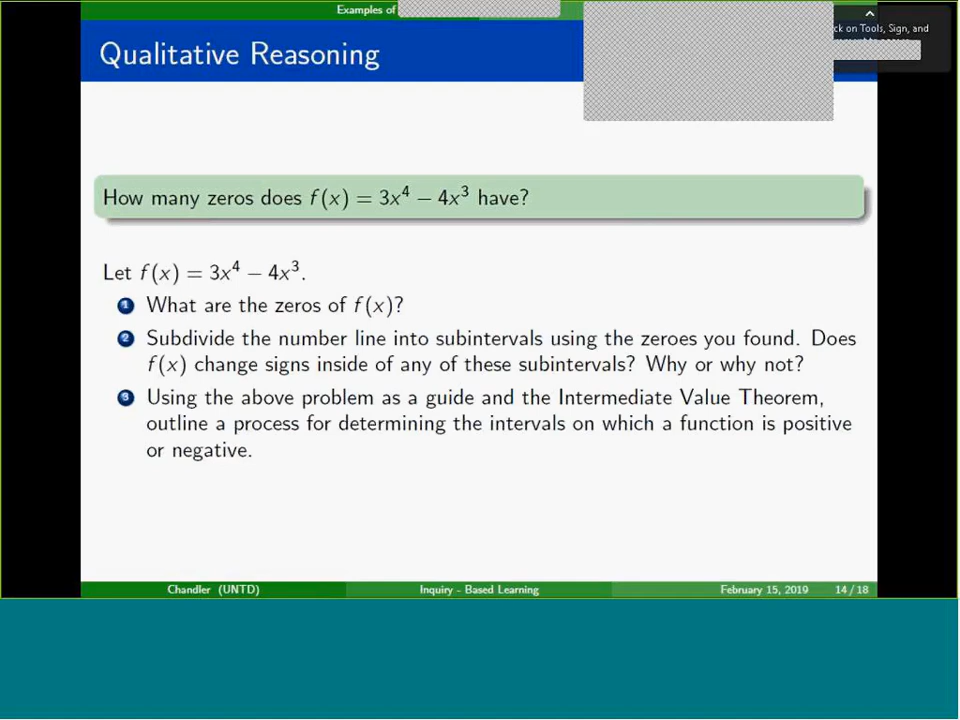 Examples of
ck on Tools, Sign, and
Qualitative Reasoning
How many zeros does f(x) = 3x⁴ − 4x³ have?
Let f(x) = 3x⁴ − 4x³.
1 What are the zeros of f(x)?
2 Subdivide the number line into subintervals using the zeroes you found. Does
f(x) change signs inside of any of these subintervals? Why or why not?
3 Using the above problem as a guide and the Intermediate Value Theorem,
outline a process for determining the intervals on which a function is positive
or negative.
Chandler (UNTD) Inquiry - Based Learning February 15, 2019 14 / 18